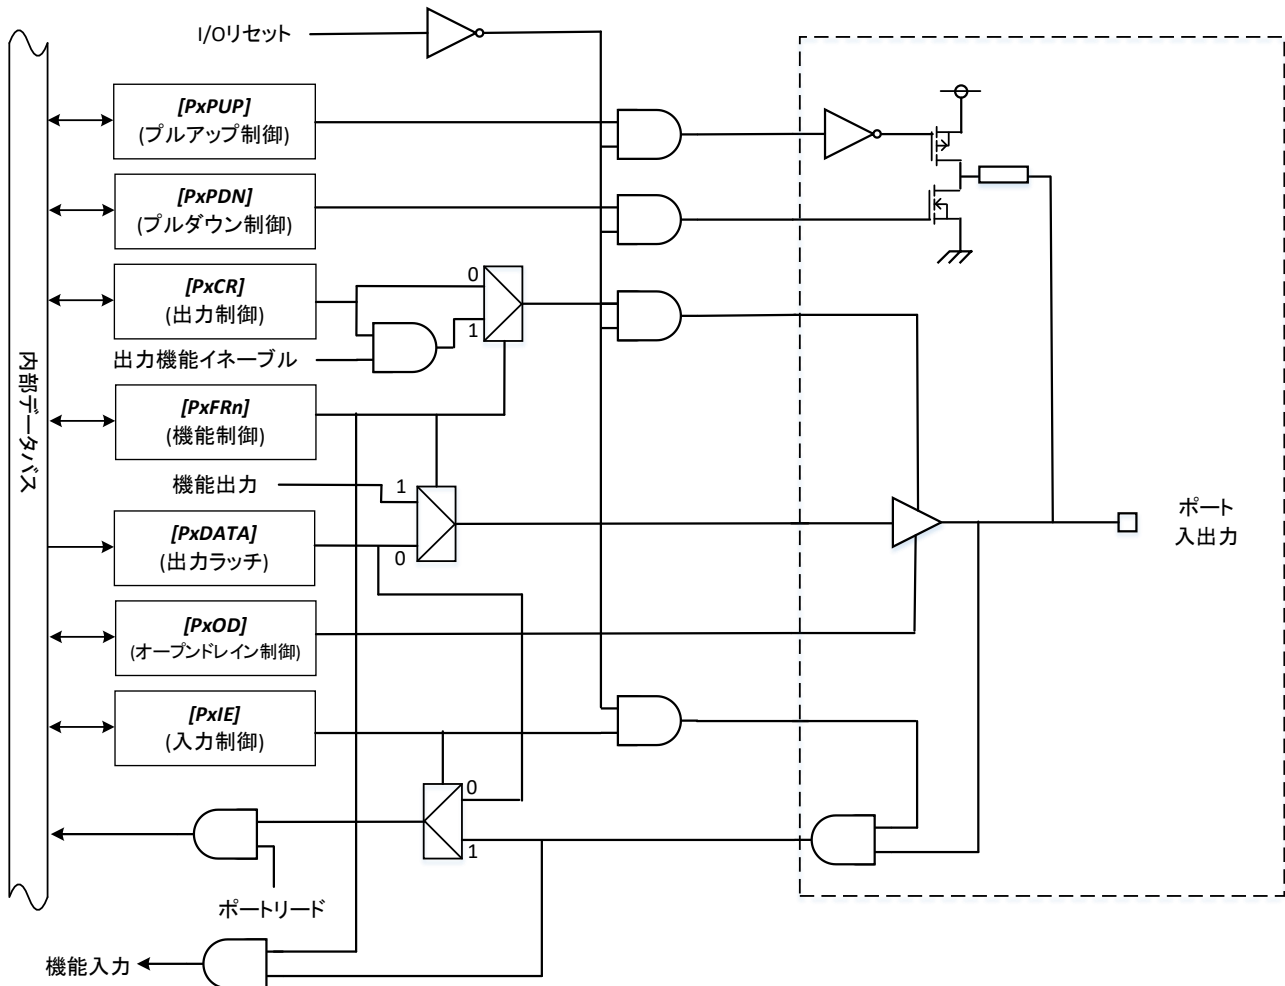 I/Oリセット
[PxPUP]
(プルアップ制御)
[PxPDN]
(プルダウン制御)
[PxCR]
(出力制御)
0
1
出力機能イネーブル
内部データバス
[PxFRn]
(機能制御)
機能出力
1
0
[PxDATA]
(出力ラッチ)
ポート
入出力
[PxOD]
(オープンドレイン制御)
[PxIE]
(入力制御)
0
1
ポートリード
機能入力